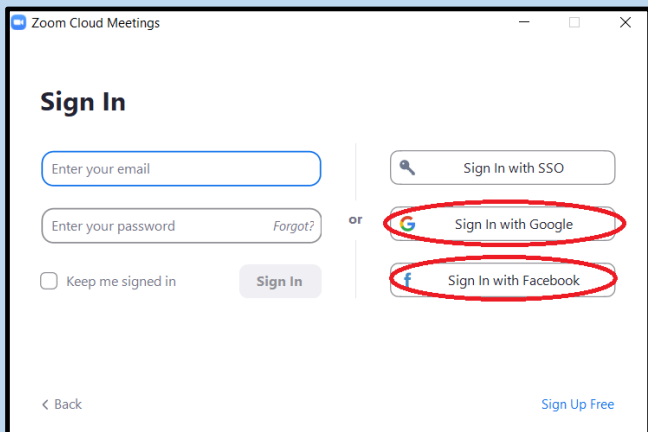 Zoom Cloud Meetings
Sign In
Enter your email
Enter your password Forgot?
Keep me signed in Sign In
or
Sign In with SSO
Sign In with Google
Sign In with Facebook
< Back
Sign Up Free